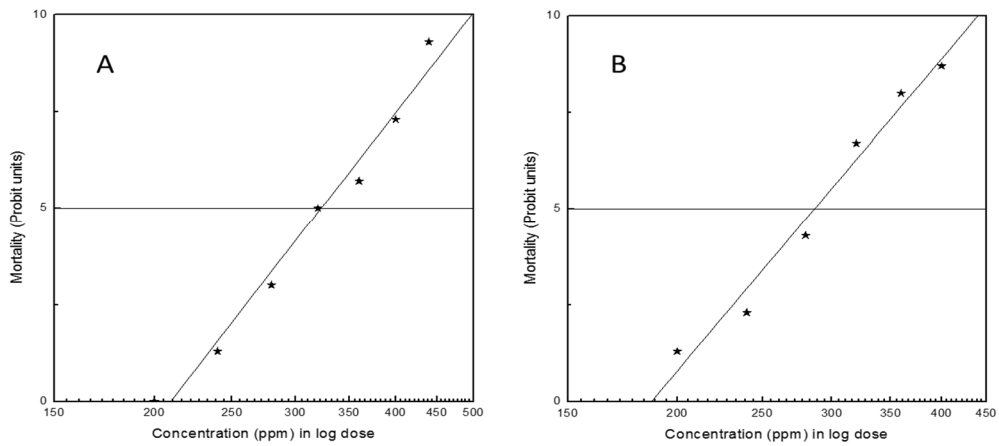 10
A
Mortality (Probit units)
5
0
150 200 250 300 350 400 450 500
Concentration (ppm) in log dose
10
B
Mortality (Probit units)
5
0
150 200 250 300 350 400 450
Concentration (ppm) in log dose